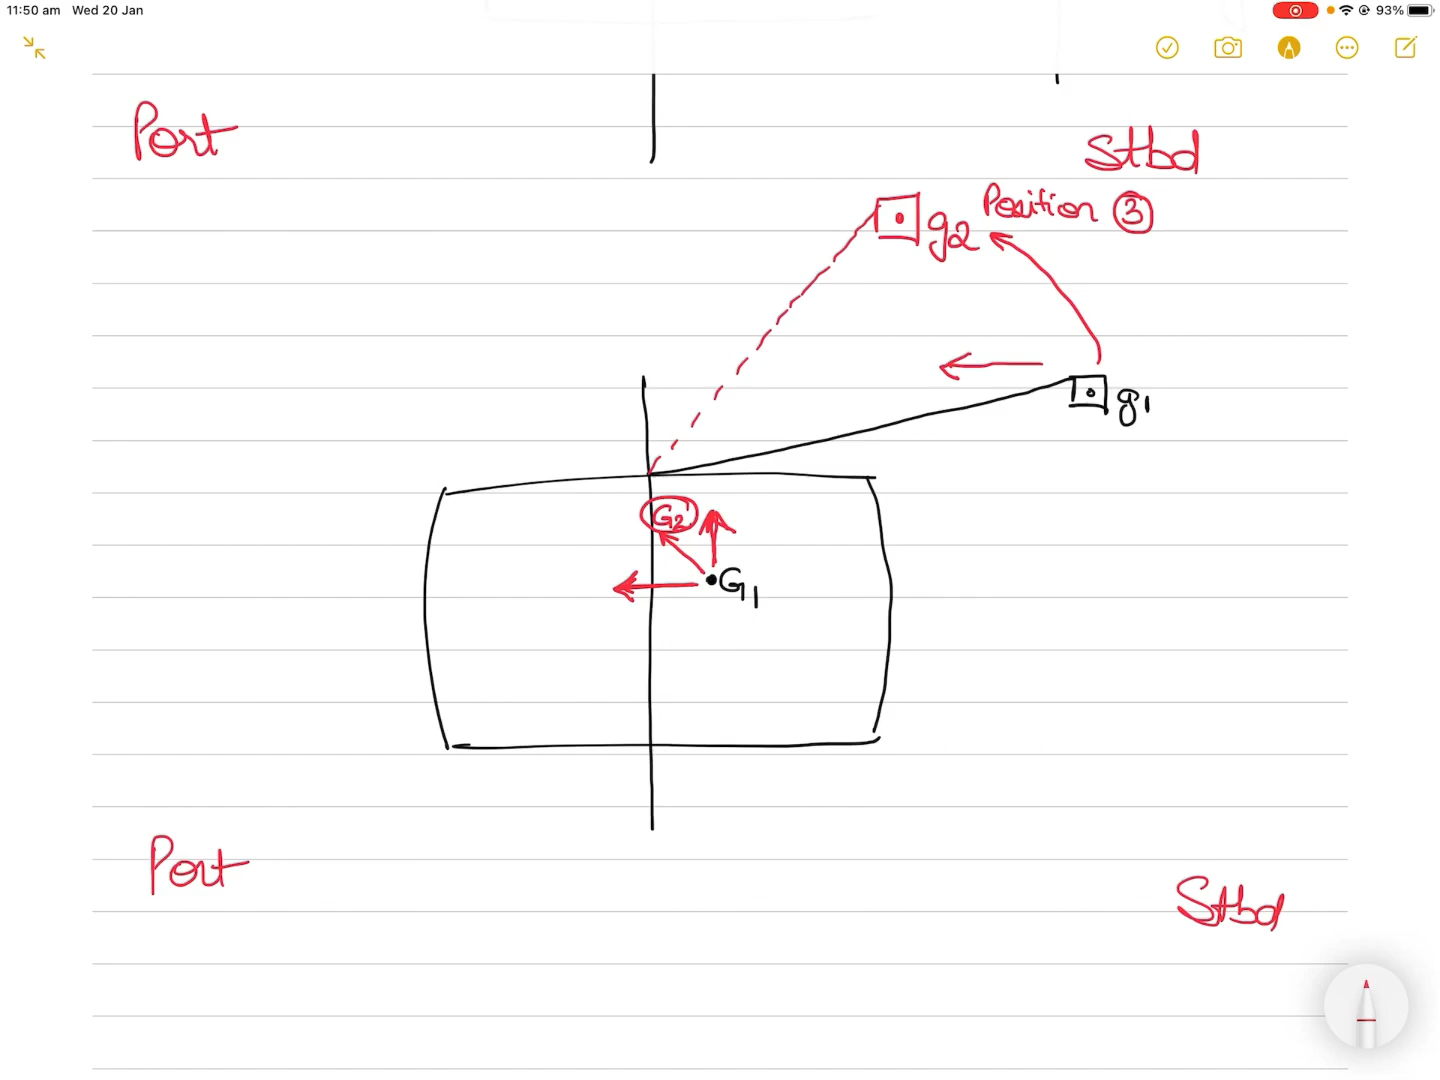 11:50 am Wed 20 Jan
93%
Port
Stbd
g2 Position 3
g1
G2
G1
Port
Stbd